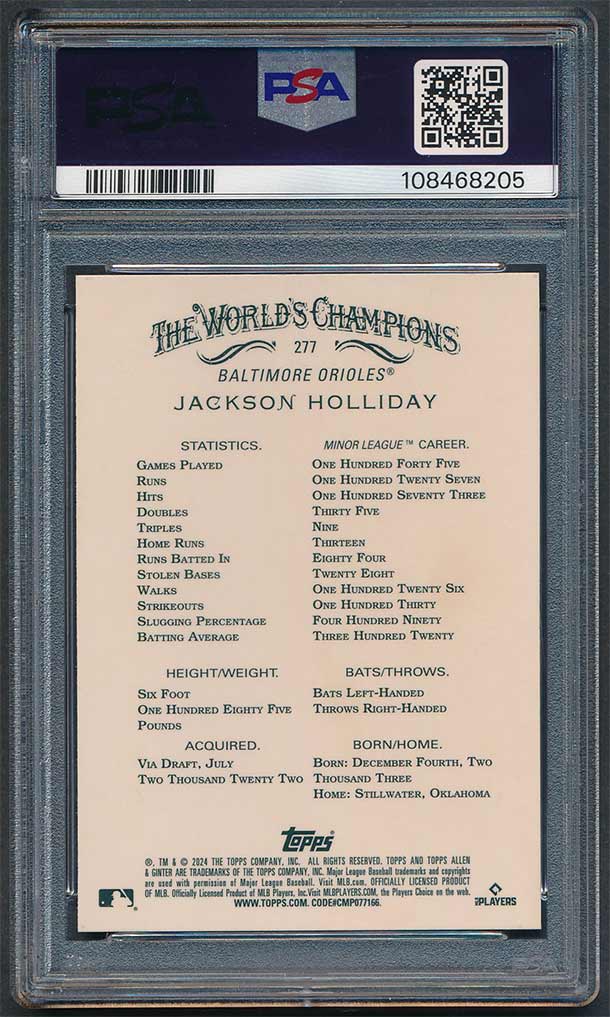 PSA
PSA
108468205
THE WORLD'S CHAMPIONS
277
BALTIMORE ORIOLES®
JACKSON HOLLIDAY
STATISTICS. MINOR LEAGUE™ CAREER.
GAMES PLAYED ONE HUNDRED FORTY FIVE
RUNS ONE HUNDRED TWENTY SEVEN
HITS ONE HUNDRED SEVENTY THREE
DOUBLES THIRTY FIVE
TRIPLES NINE
HOME RUNS THIRTEEN
RUNS BATTED IN EIGHTY FOUR
STOLEN BASES TWENTY EIGHT
WALKS ONE HUNDRED TWENTY SIX
STRIKEOUTS ONE HUNDRED THIRTY
SLUGGING PERCENTAGE FOUR HUNDRED NINETY
BATTING AVERAGE THREE HUNDRED TWENTY
HEIGHT/WEIGHT. BATS/THROWS.
SIX FOOT BATS LEFT-HANDED
ONE HUNDRED EIGHTY FIVE THROWS RIGHT-HANDED
POUNDS
ACQUIRED. BORN/HOME.
VIA DRAFT, JULY BORN: DECEMBER FOURTH, TWO
TWO THOUSAND TWENTY TWO THOUSAND THREE
HOME: STILLWATER, OKLAHOMA
Topps®
®, TM & © 2024 THE TOPPS COMPANY, INC. ALL RIGHTS RESERVED. TOPPS AND TOPPS ALLEN
& GINTER ARE TRADEMARKS OF THE TOPPS COMPANY, INC. Major League Baseball trademarks and copyrights
are used with permission of Major League Baseball. Visit MLB.com. OFFICIALLY LICENSED PRODUCT
OF MLB. Officially Licensed Product of MLB Players, Inc. Visit MLBPLAYERS.COM, the Players Choice on the web.
WWW.TOPPS.COM. CODE#CMP077166.
PLAYERS